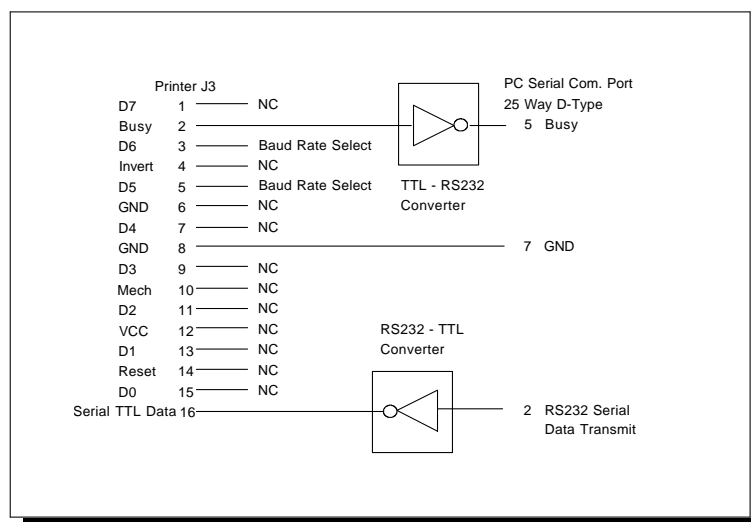 Printer J3
D7 1 NC
Busy 2
D6 3 Baud Rate Select
Invert 4 NC
D5 5 Baud Rate Select
GND 6 NC
D4 7 NC
GND 8
D3 9 NC
Mech 10 NC
D2 11 NC
VCC 12 NC
D1 13 NC
Reset 14 NC
D0 15 NC
Serial TTL Data 16
TTL - RS232
Converter
RS232 - TTL
Converter
PC Serial Com. Port
25 Way D-Type
5 Busy
7 GND
2 RS232 Serial
Data Transmit